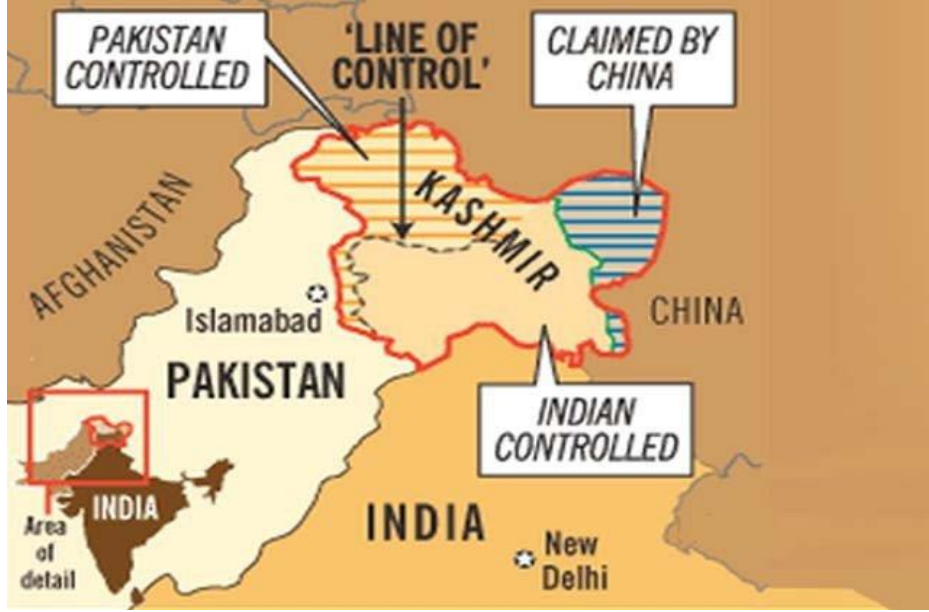 PAKISTAN
CONTROLLED
'LINE OF
CONTROL'
CLAIMED BY
CHINA
KASHMIR
AFGHANISTAN
Islamabad
CHINA
PAKISTAN
INDIAN
CONTROLLED
INDIA
Area
of
detail
INDIA
New
Delhi